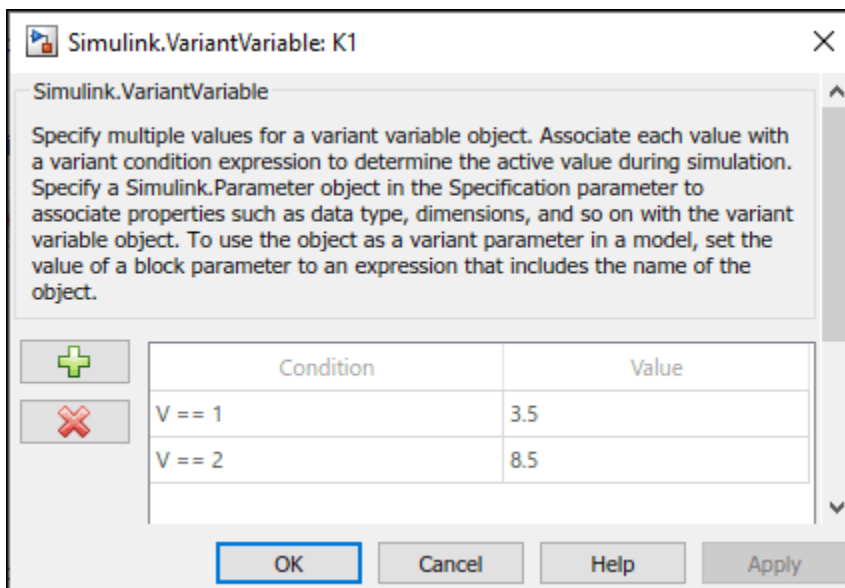 Simulink.VariantVariable: K1
Simulink.VariantVariable
Specify multiple values for a variant variable object. Associate each value with
a variant condition expression to determine the active value during simulation.
Specify a Simulink.Parameter object in the Specification parameter to
associate properties such as data type, dimensions, and so on with the variant
variable object. To use the object as a variant parameter in a model, set the
value of a block parameter to an expression that includes the name of the
object.
Condition Value
V == 1 3.5
V == 2 8.5
OK Cancel Help Apply